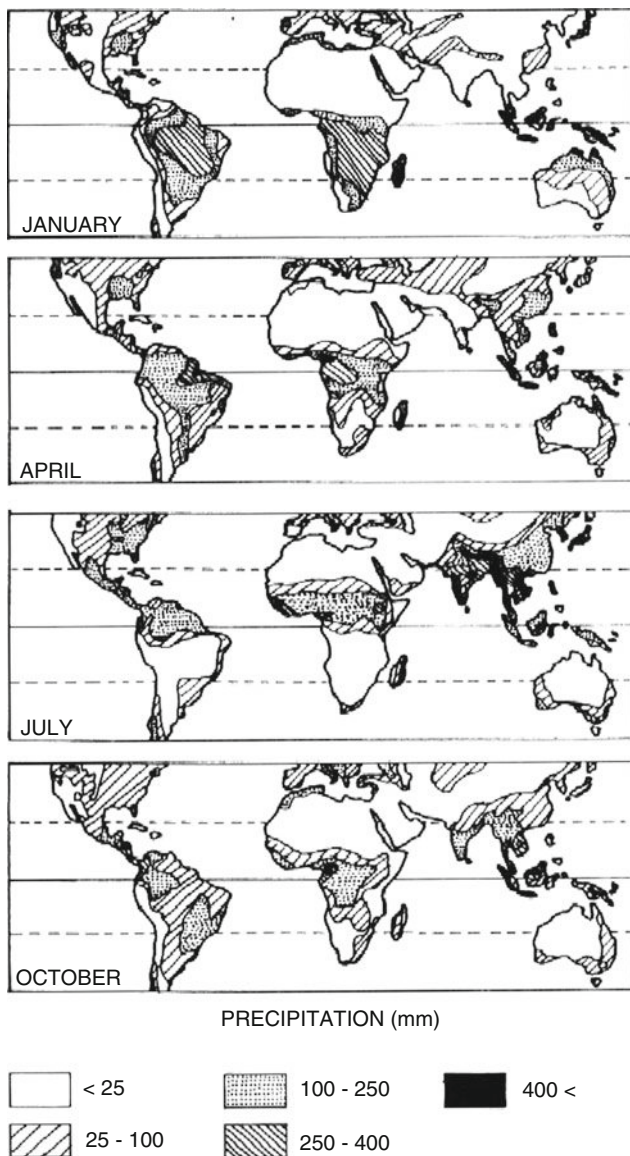 JANUARY
APRIL
JULY
OCTOBER
PRECIPITATION (mm)
< 25 100 - 250 400 <
25 - 100 250 - 400